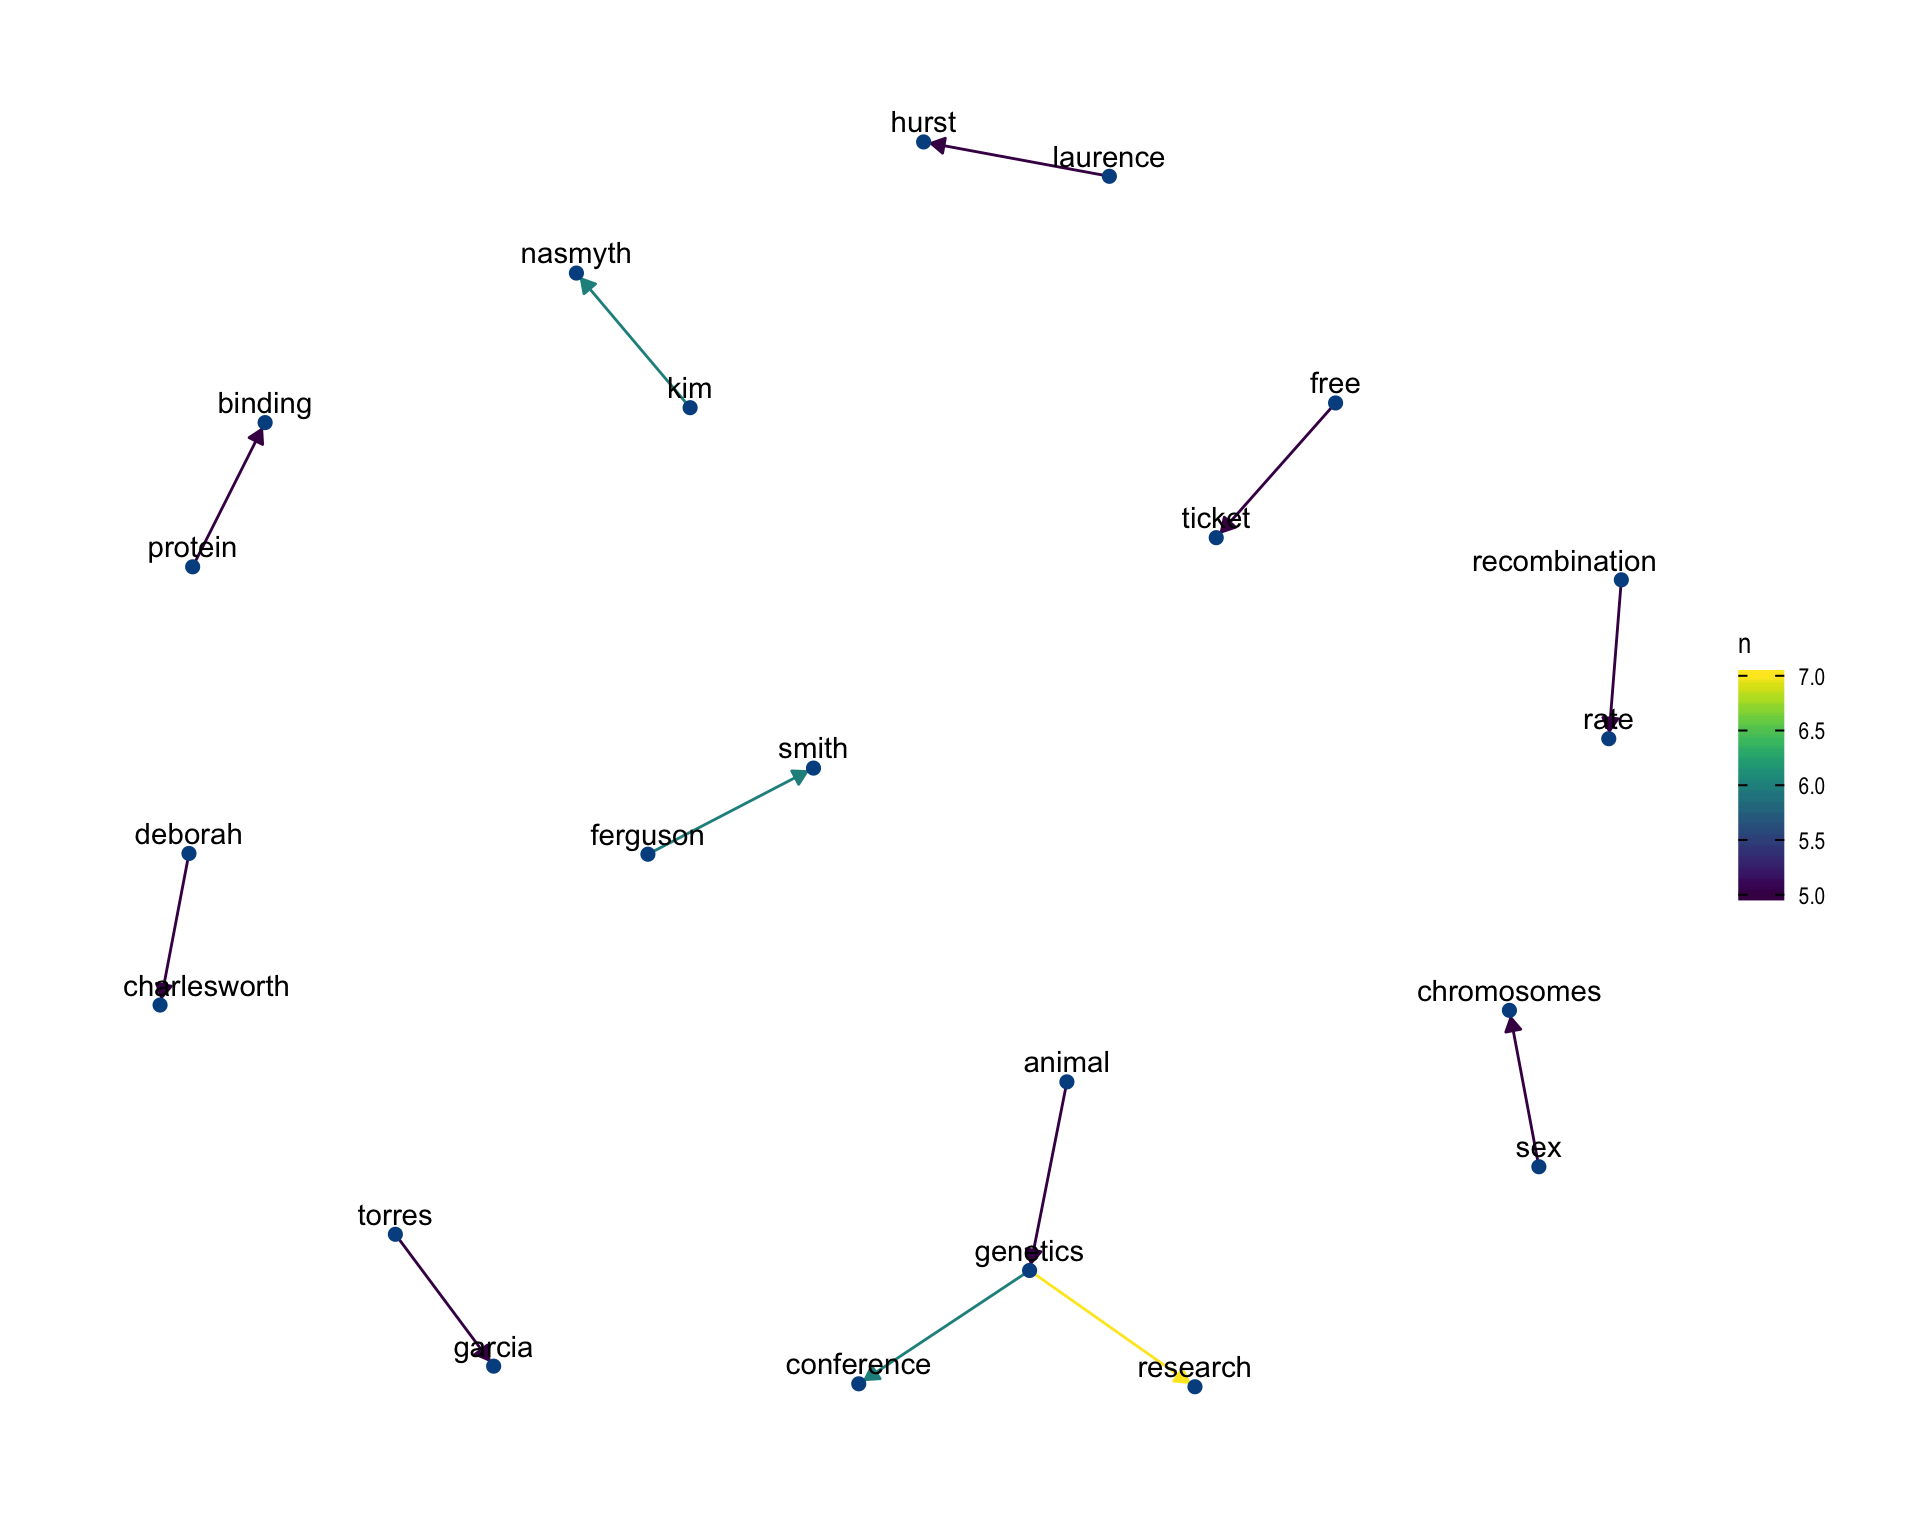 hurst
laurence
nasmyth
kim
free
binding
ticket
protein
recombination
n
7.0
rate
6.5
smith
6.0
deborah
ferguson
5.5
5.0
charlesworth
chromosomes
animal
sex
torres
genetics
garcia
conference
research